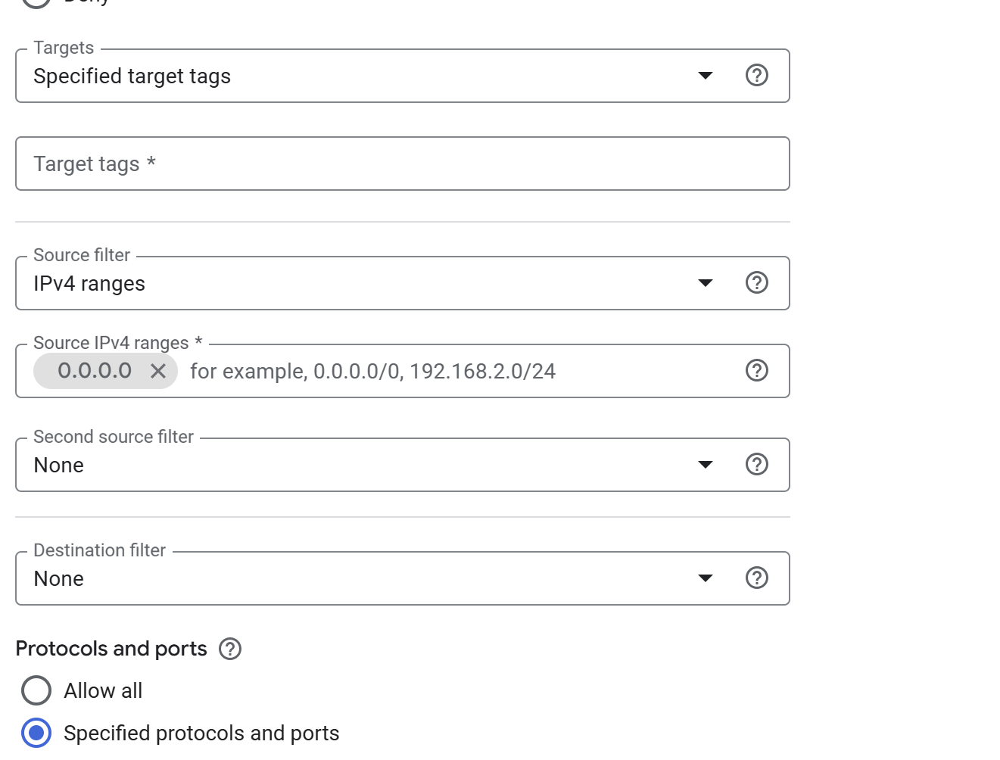 Deny
Targets
Specified target tags
Target tags *
Source filter
IPv4 ranges
Source IPv4 ranges *
0.0.0.0 for example, 0.0.0.0/0, 192.168.2.0/24
Second source filter
None
Destination filter
None
Protocols and ports
Allow all
Specified protocols and ports